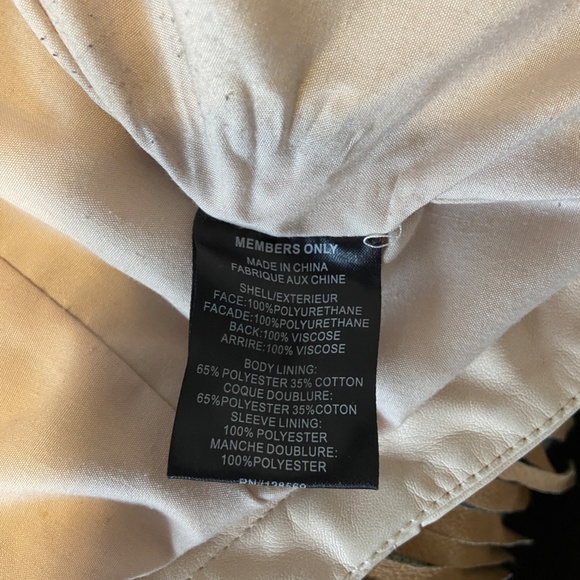 MEMBERS ONLY
MADE IN CHINA
FABRIQUE AUX CHINE
SHELL/EXTERIEUR
FACE:100%POLYURETHANE
FACADE:100%POLYURETHANE
BACK:100% VISCOSE
ARRIRE:100% VISCOSE
BODY LINING:
65% POLYESTER 35% COTTON
COQUE DOUBLURE:
65%POLYESTER 35%COTON
SLEEVE LINING:
100% POLYESTER
MANCHE DOUBLURE:
100%POLYESTER